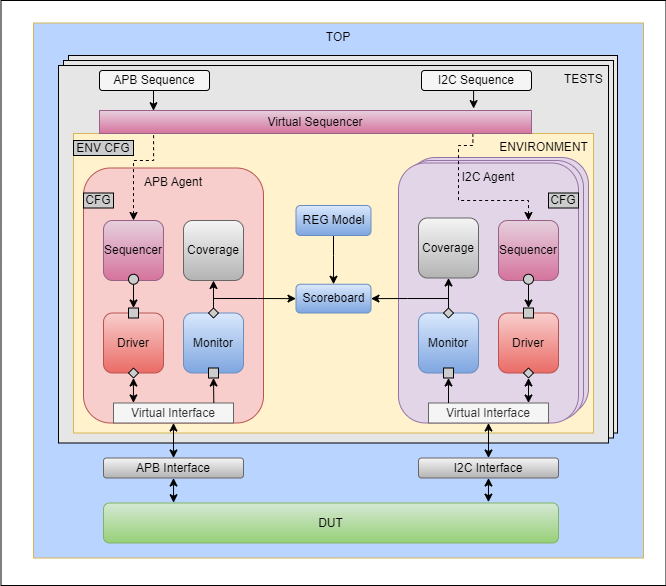 TOP
TESTS
APB Sequence
I2C Sequence
Virtual Sequencer
ENV CFG
ENVIRONMENT
APB Agent
I2C Agent
CFG
CFG
REG Model
Sequencer
Coverage
Coverage
Sequencer
Scoreboard
Driver
Monitor
Monitor
Driver
Virtual Interface
Virtual Interface
APB Interface
I2C Interface
DUT